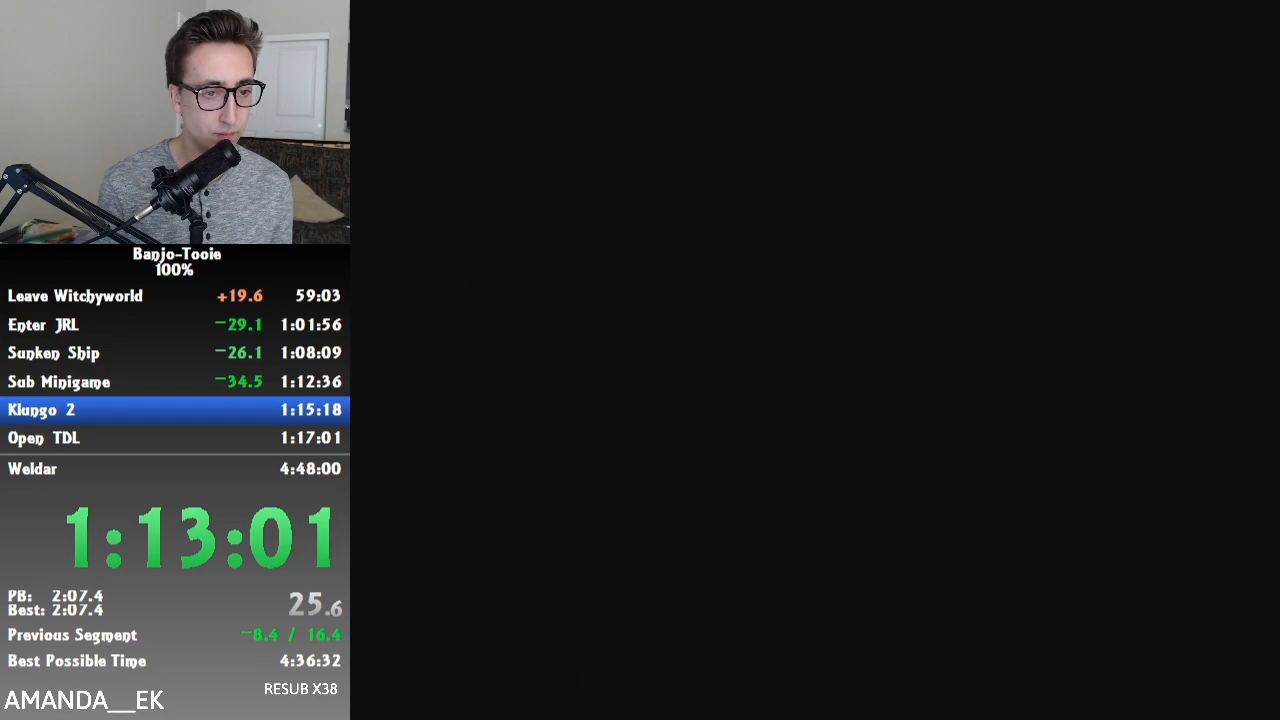 Banjo-Tooie
100%
Leave Witchyworld +19.6 59:03
Enter JRL −29.1 1:01:56
Sunken Ship −26.1 1:08:09
Sub Minigame −34.5 1:12:36
Klungo 2 1:15:18
Open TDL 1:17:01
Weldar 4:48:00
1:13:01
PB: 2:07.4
Best: 2:07.4
25.6
Previous Segment −8.4 / 16.4
Best Possible Time 4:36:32
AMANDA__EK RESUB X38